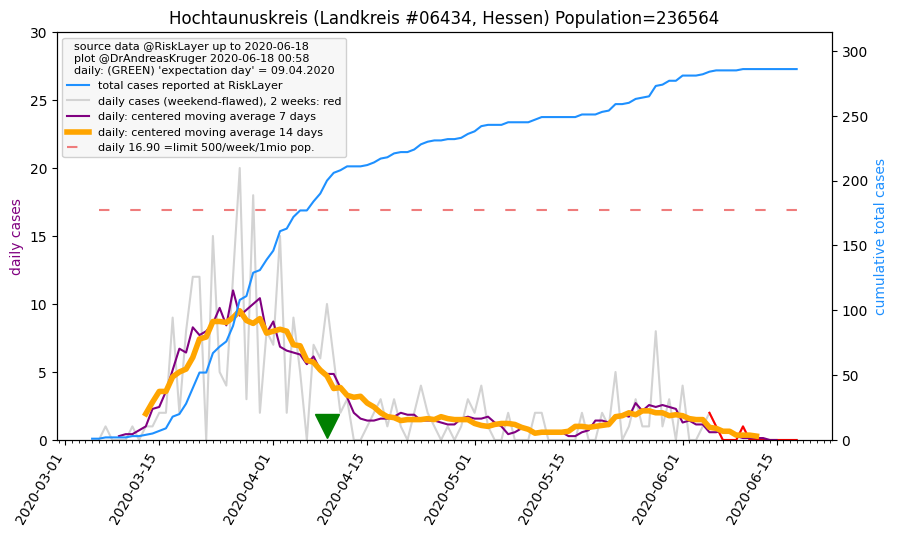 Hochtaunuskreis (Landkreis #06434, Hessen) Population=236564
source data @RiskLayer up to 2020-06-18
plot @DrAndreasKruger 2020-06-18 00:58
daily: (GREEN) 'expectation day' = 09.04.2020
total cases reported at RiskLayer
daily cases (weekend-flawed), 2 weeks: red
daily: centered moving average 7 days
daily: centered moving average 14 days
daily 16.90 =limit 500/week/1mio pop.
daily cases
30
25
20
15
10
5
0
cumulative total cases
300
250
200
150
100
50
0
2020-03-01
2020-03-15
2020-04-01
2020-04-15
2020-05-01
2020-05-15
2020-06-01
2020-06-15